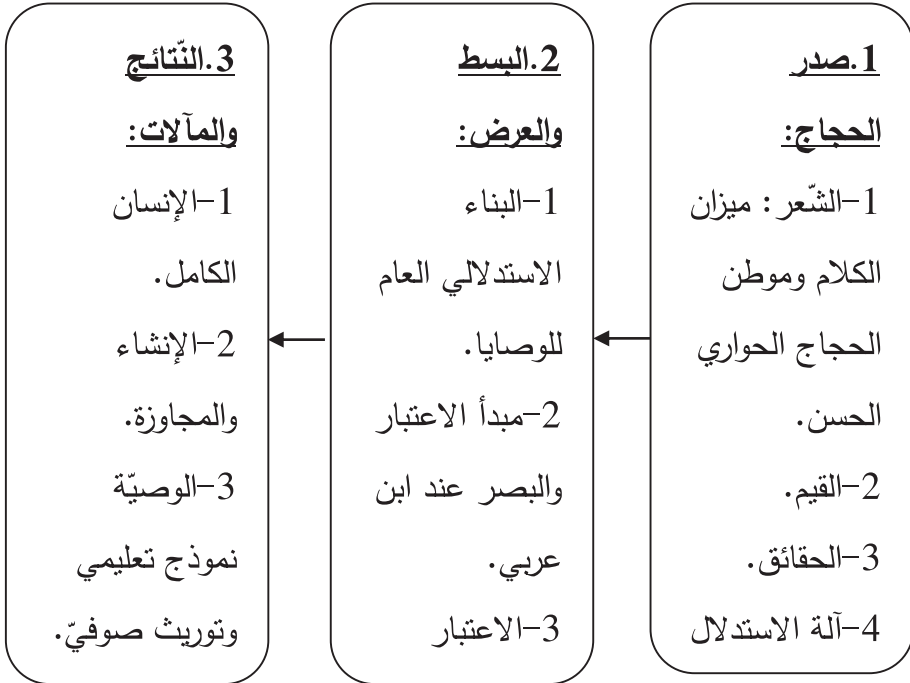 1.صدر
الحجاج:
1-الشّعر: ميزان
الكلام وموطن
الحجاج الحواري
الحسن.
2-القيم.
3-الحقائق.
4-آلة الاستدلال
2.البسط
والعرض:
1-البناء
الاستدلالي العام
للوصايا.
2-مبدأ الاعتبار
والبصر عند ابن
عربي.
3-الاعتبار
3.النّتائج
والمآلات:
1-الإنسان
الكامل.
2-الإنشاء
والمجاوزة.
3-الوصيّة
نموذج تعليمي
وتوريث صوفيّ.